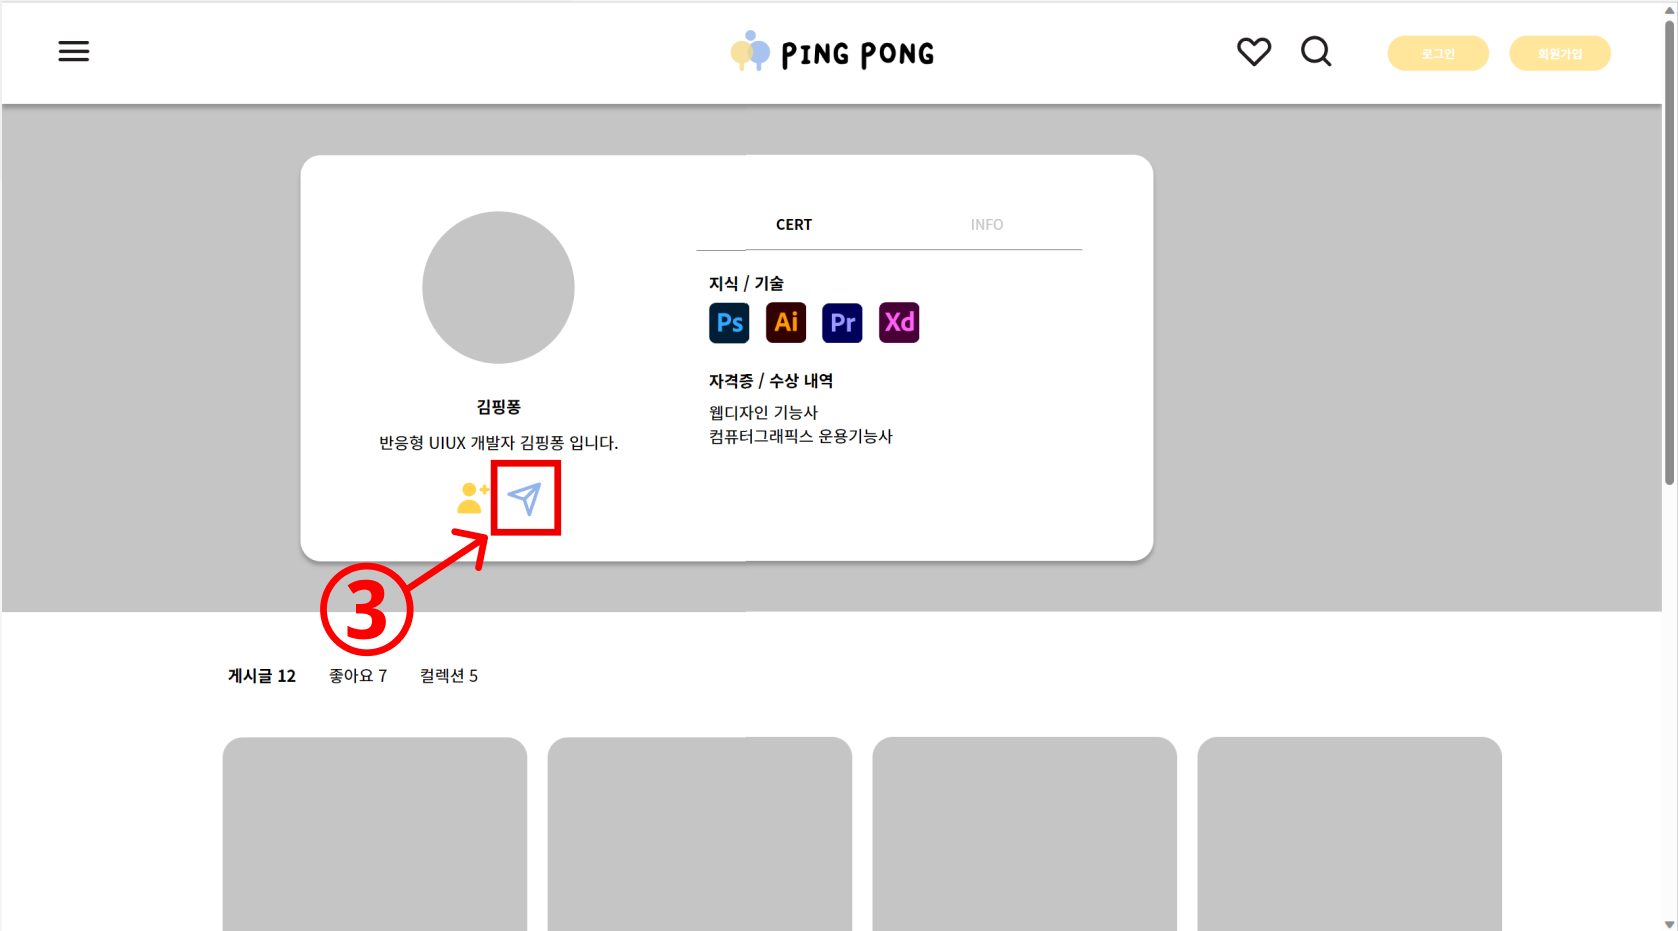 PING PONG
로그인
회원가입
CERT
INFO
지식 / 기술
Ps Ai Pr Xd
자격증 / 수상 내역
웹디자인 기능사
컴퓨터그래픽스 운용기능사
김핑퐁
반응형 UIUX 개발자 김핑퐁 입니다.
3
게시글 12 좋아요 7 컬렉션 5